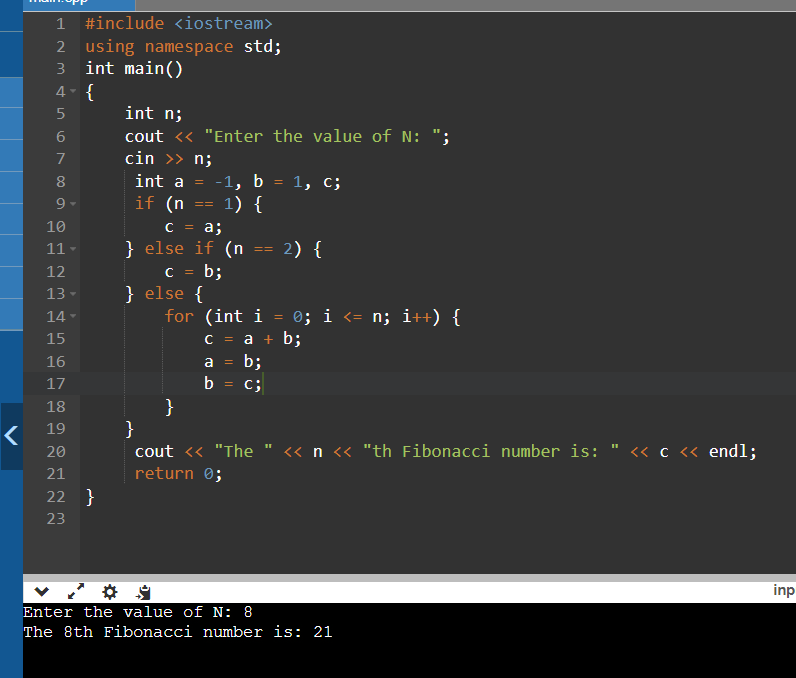 main.cpp
1 #include <iostream>
2 using namespace std;
3 int main()
4 {
5     int n;
6     cout << "Enter the value of N: ";
7     cin >> n;
8      int a = -1, b = 1, c;
9      if (n == 1) {
10         c = a;
11     } else if (n == 2) {
12         c = b;
13     } else {
14         for (int i = 0; i <= n; i++) {
15             c = a + b;
16             a = b;
17             b = c;
18         }
19     }
20      cout << "The " << n << "th Fibonacci number is: " << c << endl;
21      return 0;
22 }
23
inp
Enter the value of N: 8
The 8th Fibonacci number is: 21